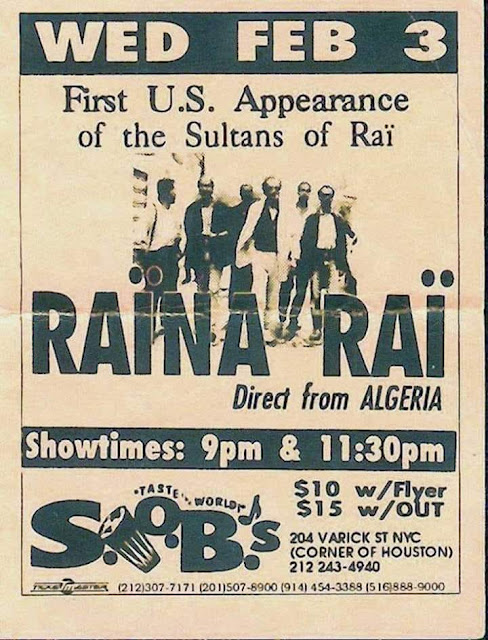 WED FEB 3
First U.S. Appearance
of the Sultans of Raï
RAÏNA RAÏ
Direct from ALGERIA
Showtimes: 9pm & 11:30pm
•TASTE THE WORLD
S.O.B.'s
$10 w/Flyer
$15 w/OUT
204 VARICK ST NYC
(CORNER OF HOUSTON)
212 243-4940
TICKETMASTER (212)307-7171 (201)507-8900 (914) 454-3388 (516)888-9000